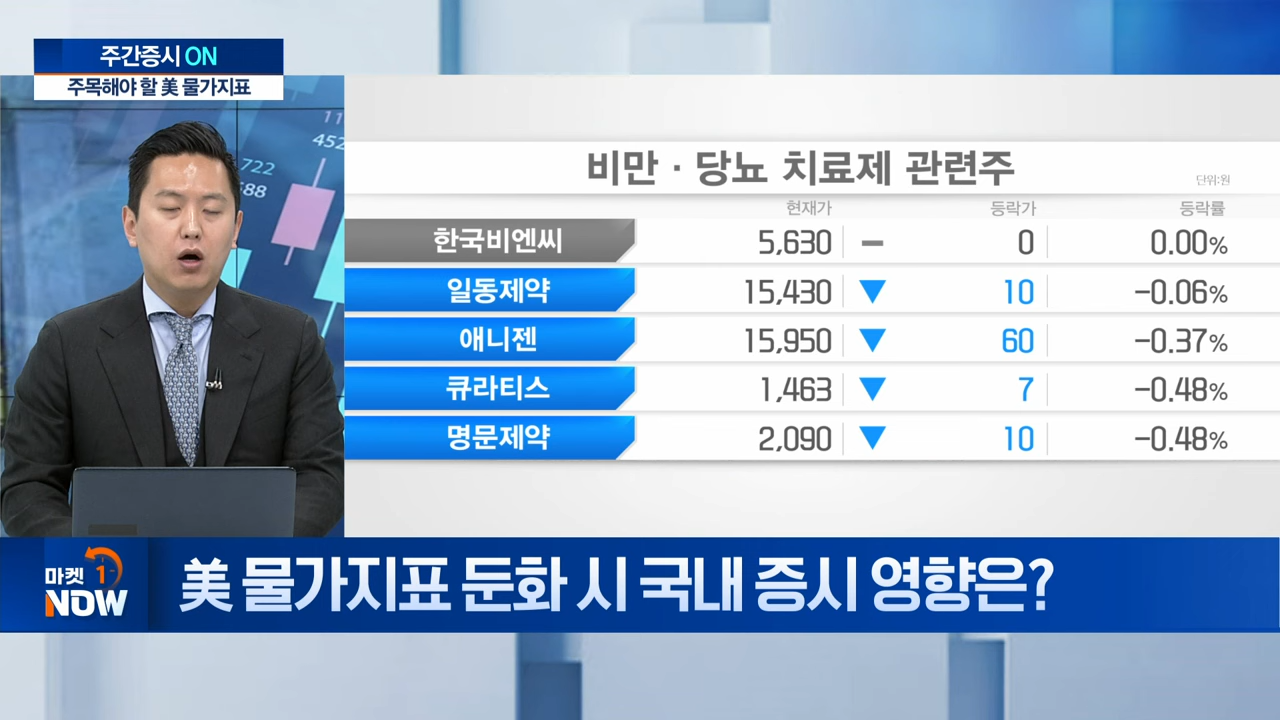 주간증시 ON
주목해야 할 美 물가지표
11
452
722
588
비만 · 당뇨 치료제 관련주
단위:원
현재가 등락가 등락률
한국비엔씨 5,630 − 0 0.00%
일동제약 15,430 ▼ 10 −0.06%
애니젠 15,950 ▼ 60 −0.37%
큐라티스 1,463 ▼ 7 −0.48%
명문제약 2,090 ▼ 10 −0.48%
마켓 1
NOW
美 물가지표 둔화 시 국내 증시 영향은?